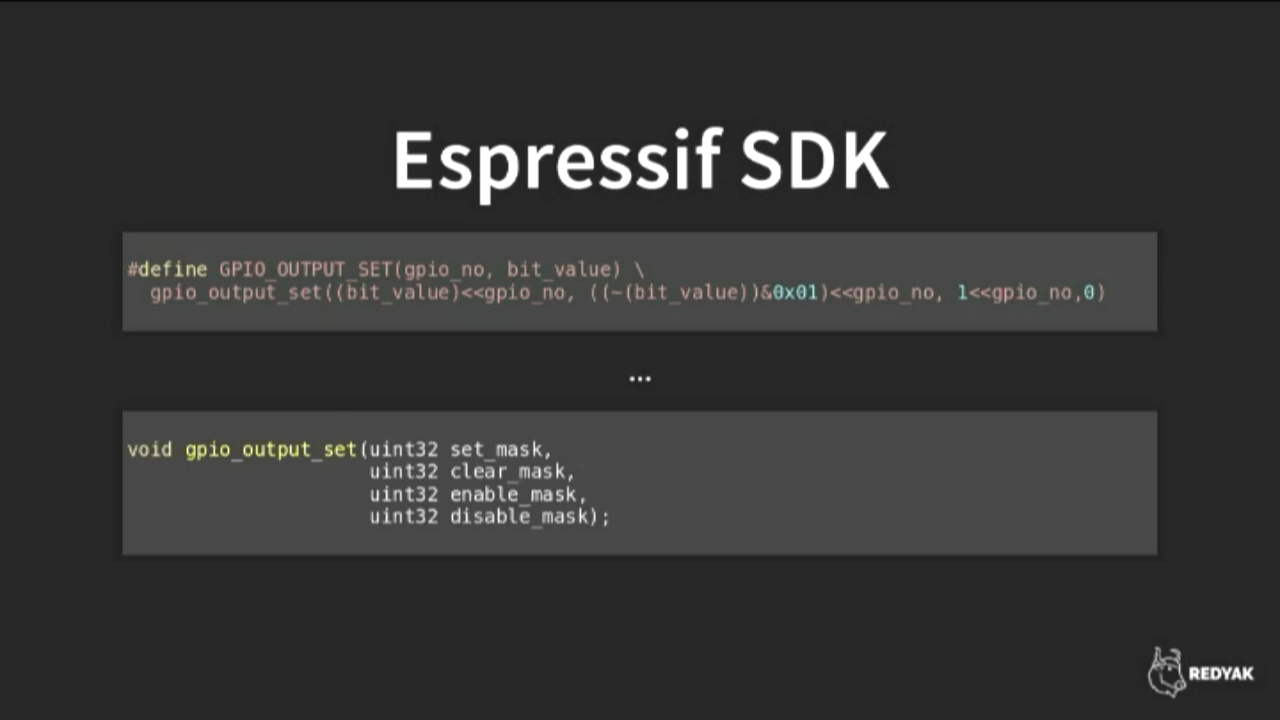 Espressif SDK
#define GPIO_OUTPUT_SET(gpio_no, bit_value) \
  gpio_output_set((bit_value)<<gpio_no, ((~(bit_value))&0x01)<<gpio_no, 1<<gpio_no,0)
...
void gpio_output_set(uint32 set_mask,
                     uint32 clear_mask,
                     uint32 enable_mask,
                     uint32 disable_mask);
REDYAK